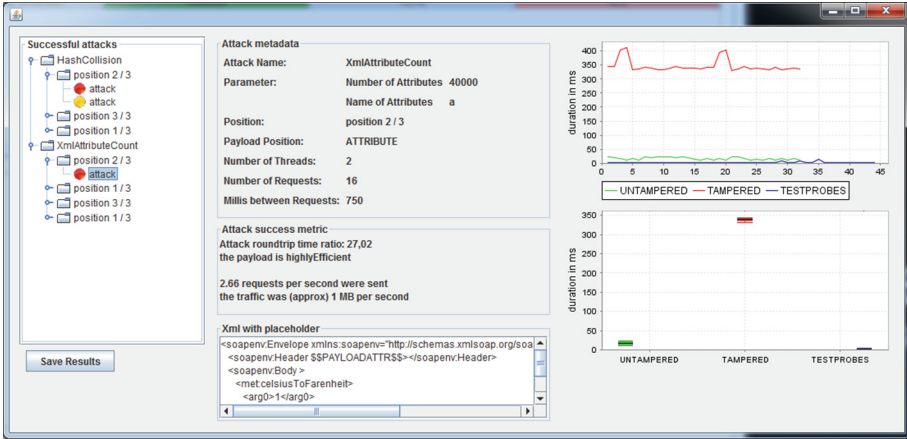 Successful attacks
HashCollision
position 2 / 3
attack
attack
position 3 / 3
position 1 / 3
XmlAttributeCount
position 2 / 3
attack
position 1 / 3
position 3 / 3
position 1 / 3
Save Results
Attack metadata
Attack Name: XmlAttributeCount
Parameter: Number of Attributes 40000
Name of Attributes a
Position: position 2 / 3
Payload Position: ATTRIBUTE
Number of Threads: 2
Number of Requests: 16
Millis between Requests: 750
Attack success metric
Attack roundtrip time ratio: 27,02
the payload is highlyEfficient
2.66 requests per second were sent
the traffic was (approx) 1 MB per second
Xml with placeholder
<soapenv:Envelope xmlns:soapenv="http://schemas.xmlsoap.org/soa
<soapenv:Header $$PAYLOADATTR$$></soapenv:Header>
<soapenv:Body >
<met:celsiusToFarenheit>
<arg0>1</arg0>
duration in ms
400
350
300
250
200
150
100
50
0
0 5 10 15 20 25 30 35 40 45
UNTAMPERED TAMPERED TESTPROBES
duration in ms
350
300
250
200
150
100
50
0
UNTAMPERED TAMPERED TESTPROBES